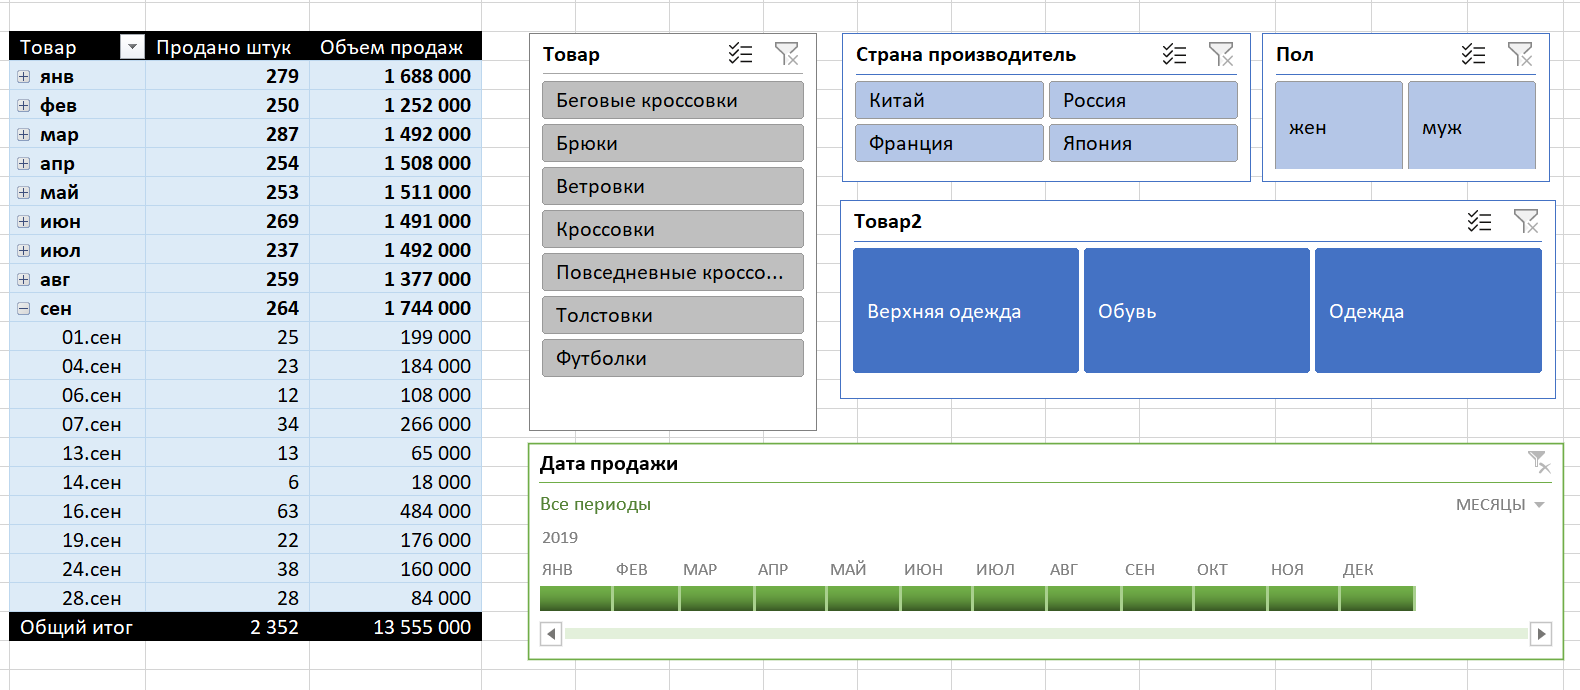 Товар Продано штук Объем продаж
янв 279 1 688 000
фев 250 1 252 000
мар 287 1 492 000
апр 254 1 508 000
май 253 1 511 000
июн 269 1 491 000
июл 237 1 492 000
авг 259 1 377 000
сен 264 1 744 000
01.сен 25 199 000
04.сен 23 184 000
06.сен 12 108 000
07.сен 34 266 000
13.сен 13 65 000
14.сен 6 18 000
16.сен 63 484 000
19.сен 22 176 000
24.сен 38 160 000
28.сен 28 84 000
Общий итог 2 352 13 555 000
Товар
Беговые кроссовки
Брюки
Ветровки
Кроссовки
Повседневные кроссо...
Толстовки
Футболки
Страна производитель
Китай Россия
Франция Япония
Пол
жен муж
Товар2
Верхняя одежда Обувь Одежда
Дата продажи
Все периоды МЕСЯЦЫ
2019
ЯНВ ФЕВ МАР АПР МАЙ ИЮН ИЮЛ АВГ СЕН ОКТ НОЯ ДЕК